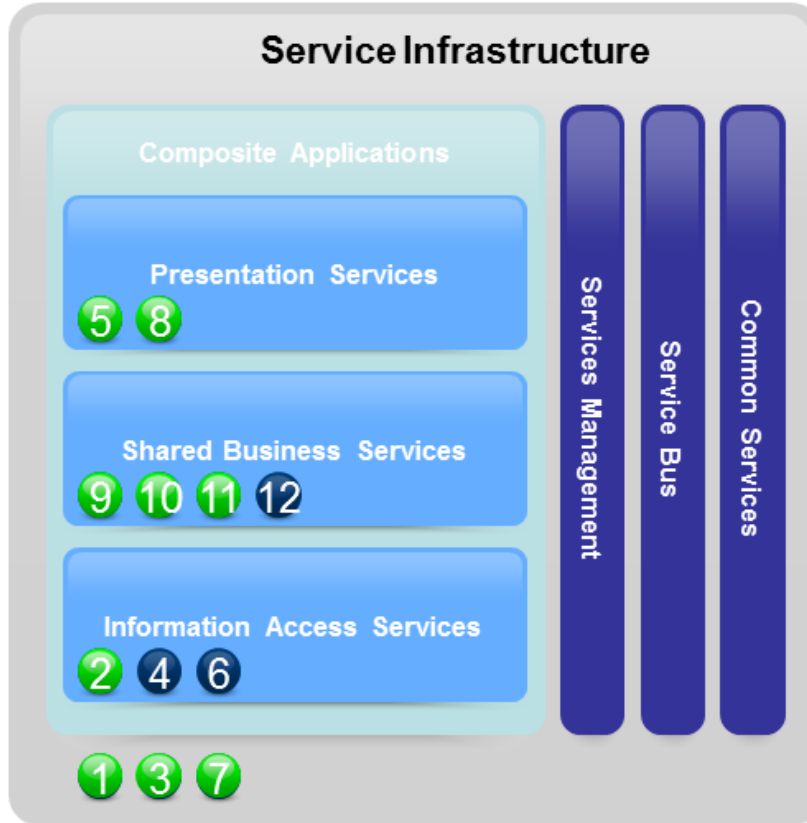 Service Infrastructure
Composite Applications
Presentation Services
5 8
Shared Business Services
9 10 11 12
Information Access Services
2 4 6
1 3 7
Services Management
Service Bus
Common Services